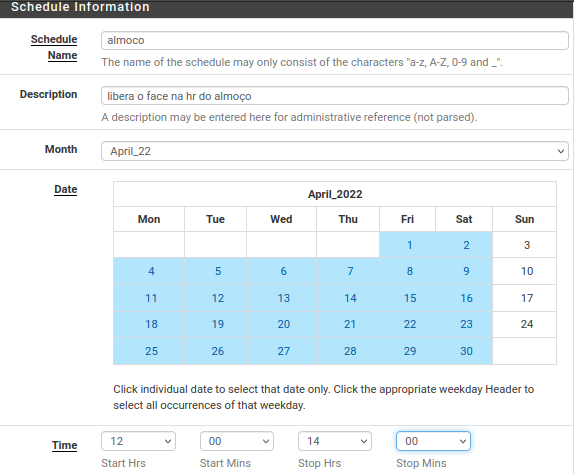 Schedule Information
Schedule Name
almoco
The name of the schedule may only consist of the characters "a-z, A-Z, 0-9 and _".
Description
libera o face na hr do almoço
A description may be entered here for administrative reference (not parsed).
Month
April_22
Date
April_2022
Mon Tue Wed Thu Fri Sat Sun
1 2 3
4 5 6 7 8 9 10
11 12 13 14 15 16 17
18 19 20 21 22 23 24
25 26 27 28 29 30
Click individual date to select that date only. Click the appropriate weekday Header to
select all occurrences of that weekday.
Time
12 00 14 00
Start Hrs Start Mins Stop Hrs Stop Mins